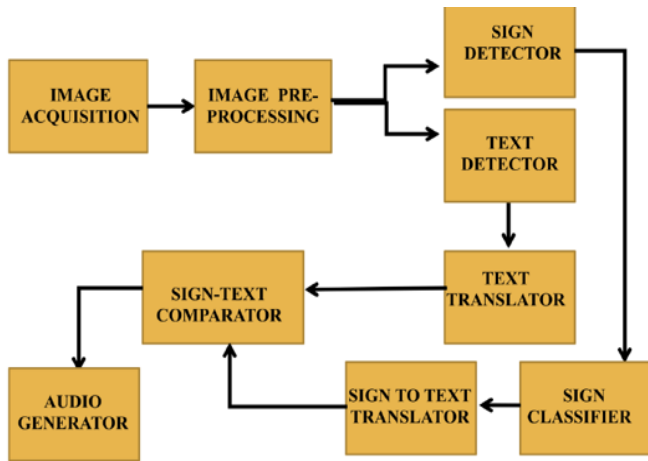 SIGN
DETECTOR
IMAGE
ACQUISITION
IMAGE PRE-
PROCESSING
TEXT
DETECTOR
TEXT
TRANSLATOR
SIGN-TEXT
COMPARATOR
AUDIO
GENERATOR
SIGN TO TEXT
TRANSLATOR
SIGN
CLASSIFIER